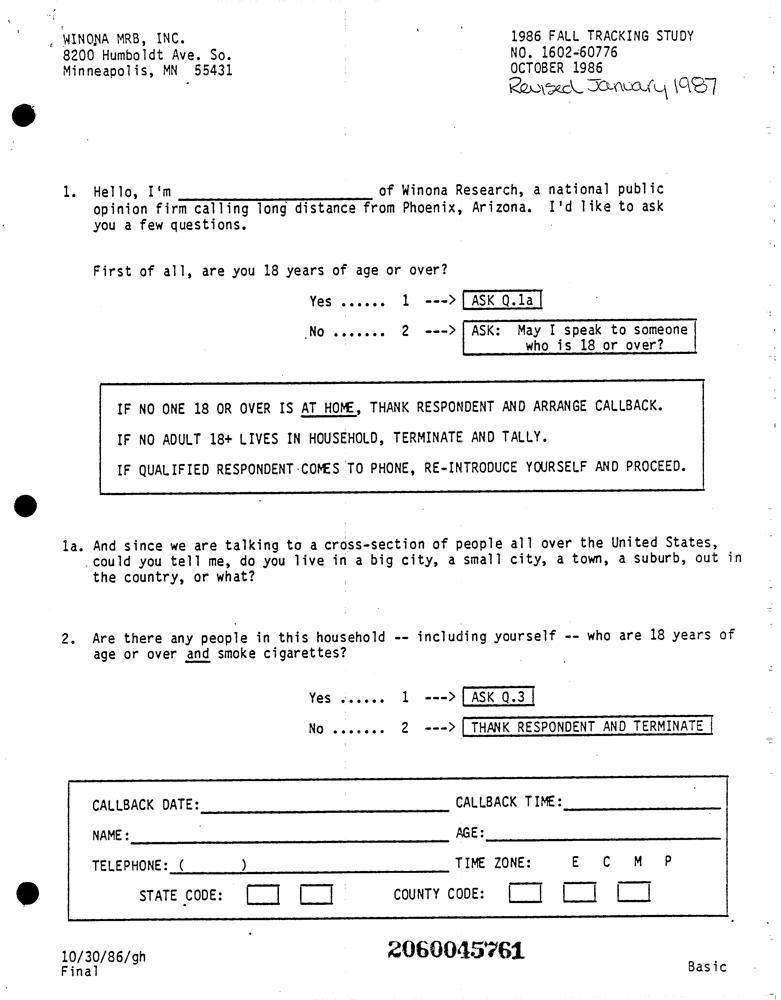 WINONA MRB, INC.
8200 Humboldt Ave. So.
Minneapolis, MN 55431
1986 FALL TRACKING STUDY
NO. 1602-60776
OCTOBER 1986
Revised January 1987
1. Hello, I'm ____________________ of Winona Research, a national public
opinion firm calling long distance from Phoenix, Arizona. I'd like to ask
you a few questions.
First of all, are you 18 years of age or over?
Yes ...... 1 ---> ASK Q.1a
No ....... 2 ---> ASK: May I speak to someone
who is 18 or over?
IF NO ONE 18 OR OVER IS AT HOME, THANK RESPONDENT AND ARRANGE CALLBACK.
IF NO ADULT 18+ LIVES IN HOUSEHOLD, TERMINATE AND TALLY.
IF QUALIFIED RESPONDENT COMES TO PHONE, RE-INTRODUCE YOURSELF AND PROCEED.
1a. And since we are talking to a cross-section of people all over the United States,
could you tell me, do you live in a big city, a small city, a town, a suburb, out in
the country, or what?
2. Are there any people in this household -- including yourself -- who are 18 years of
age or over and smoke cigarettes?
Yes ...... 1 ---> ASK Q.3
No ....... 2 ---> THANK RESPONDENT AND TERMINATE
CALLBACK DATE:____________________ CALLBACK TIME:____________________
NAME:____________________ AGE:____________________
TELEPHONE: ( ) TIME ZONE: E C M P
STATE CODE: COUNTY CODE:
10/30/86/gh
Final
2060045761
Basic